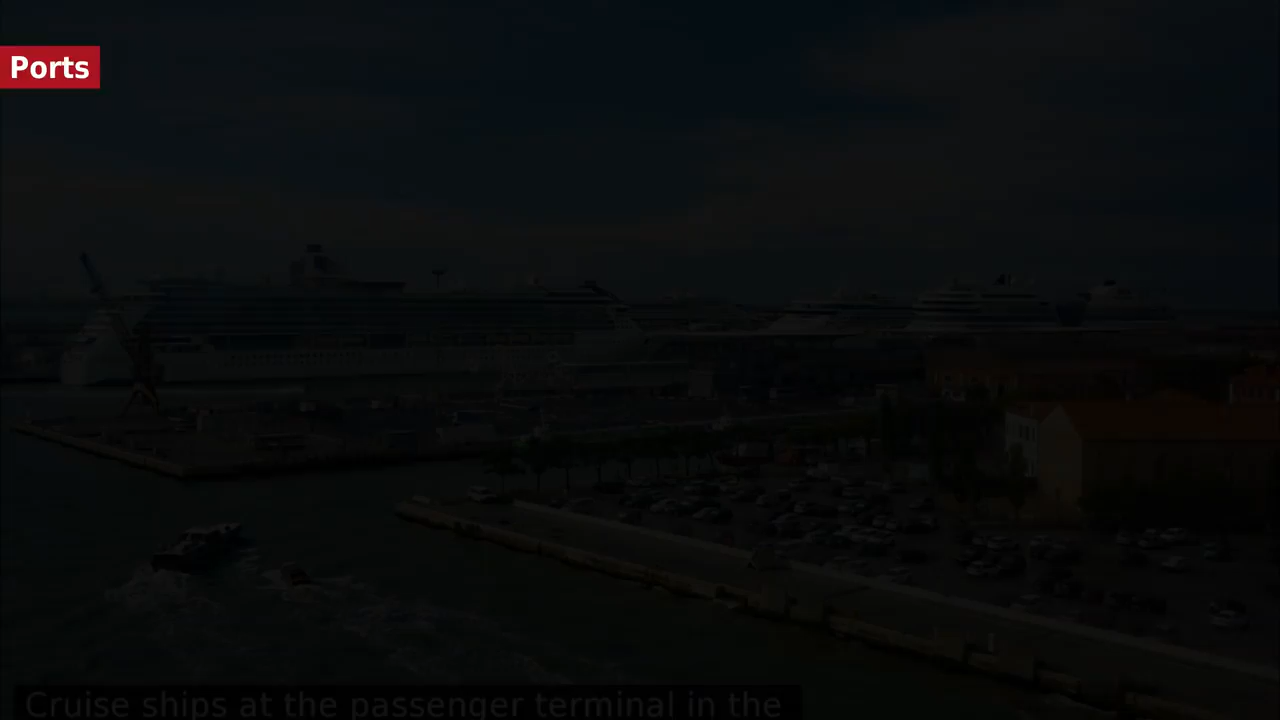 Ports
Cruise ships at the passenger terminal in the